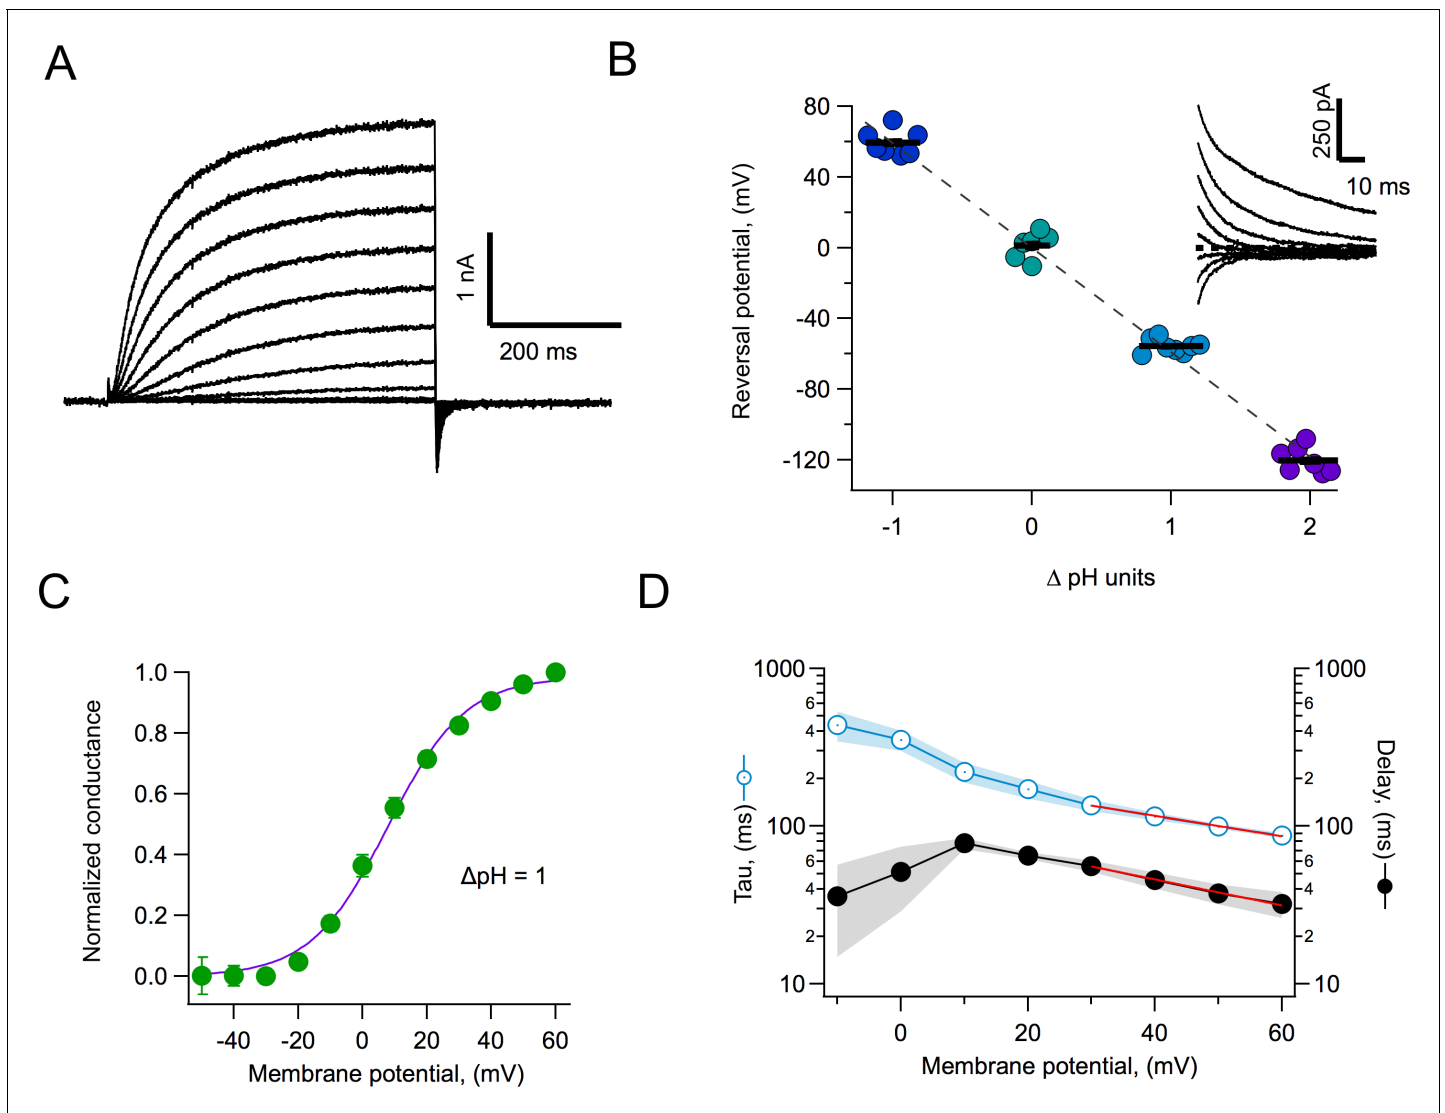 A
1 nA
200 ms
B
80
40
0
-40
-80
-120
Reversal potential, (mV)
-1
0
1
2
Δ pH units
250 pA
10 ms
C
1.0
0.8
0.6
0.4
0.2
0.0
Normalized conductance
ΔpH = 1
-40
-20
0
20
40
60
Membrane potential, (mV)
D
1000
6
4
2
100
6
4
2
10
Tau, (ms)
1000
6
4
2
100
6
4
2
10
Delay, (ms)
0
20
40
60
Membrane potential, (mV)